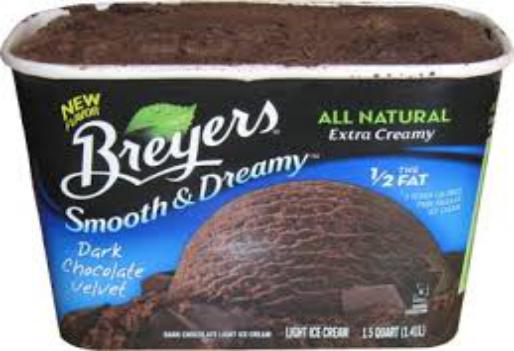 NEW
FLAVOR
Breyers
Smooth & Dreamy™
Dark
Chocolate
Velvet
ALL NATURAL
Extra Creamy
1/2 THE FAT
DARK CHOCOLATE LIGHT ICE CREAM
LIGHT ICE CREAM
1.5 QUART (1.41L)